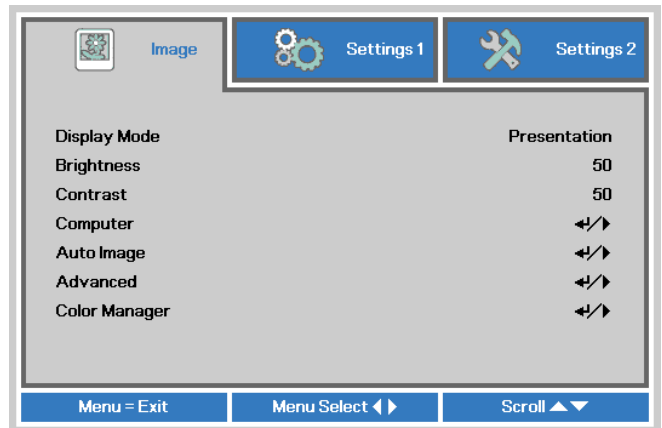 Image
Settings 1
Settings 2
Display Mode Presentation
Brightness 50
Contrast 50
Computer ↵/▶
Auto Image ↵/▶
Advanced ↵/▶
Color Manager ↵/▶
Menu = Exit
Menu Select ◀ ▶
Scroll ▲▼